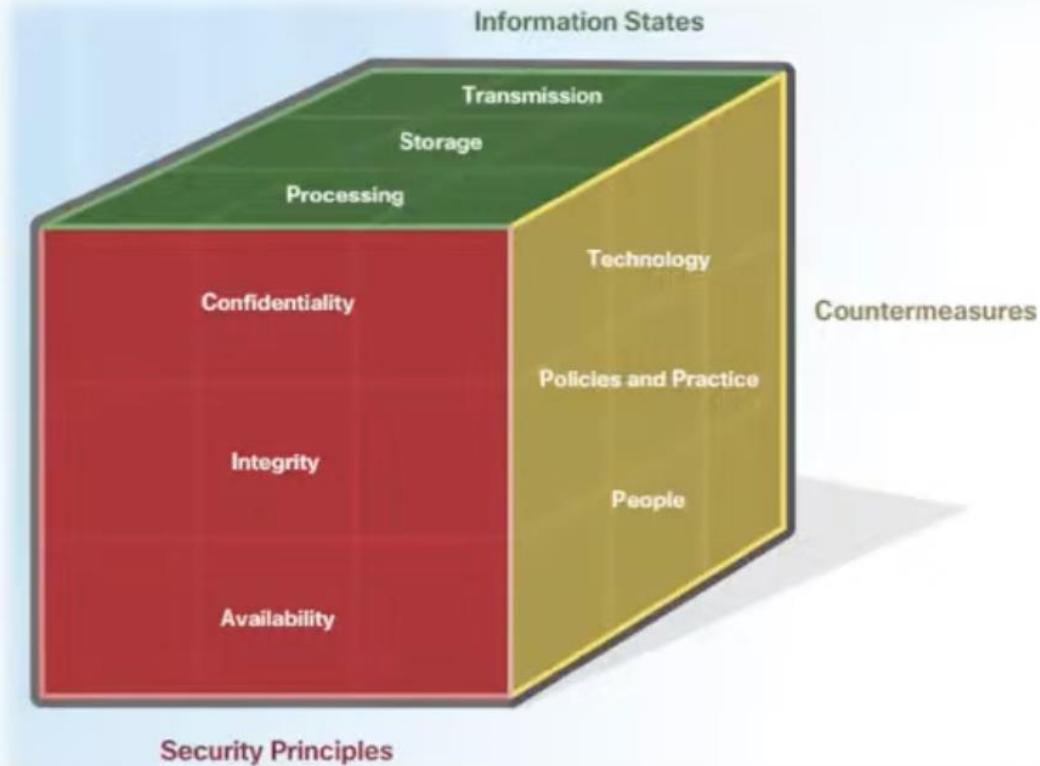 Information States
Transmission
Storage
Processing
Confidentiality
Technology
Countermeasures
Policies and Practice
Integrity
People
Availability
Security Principles